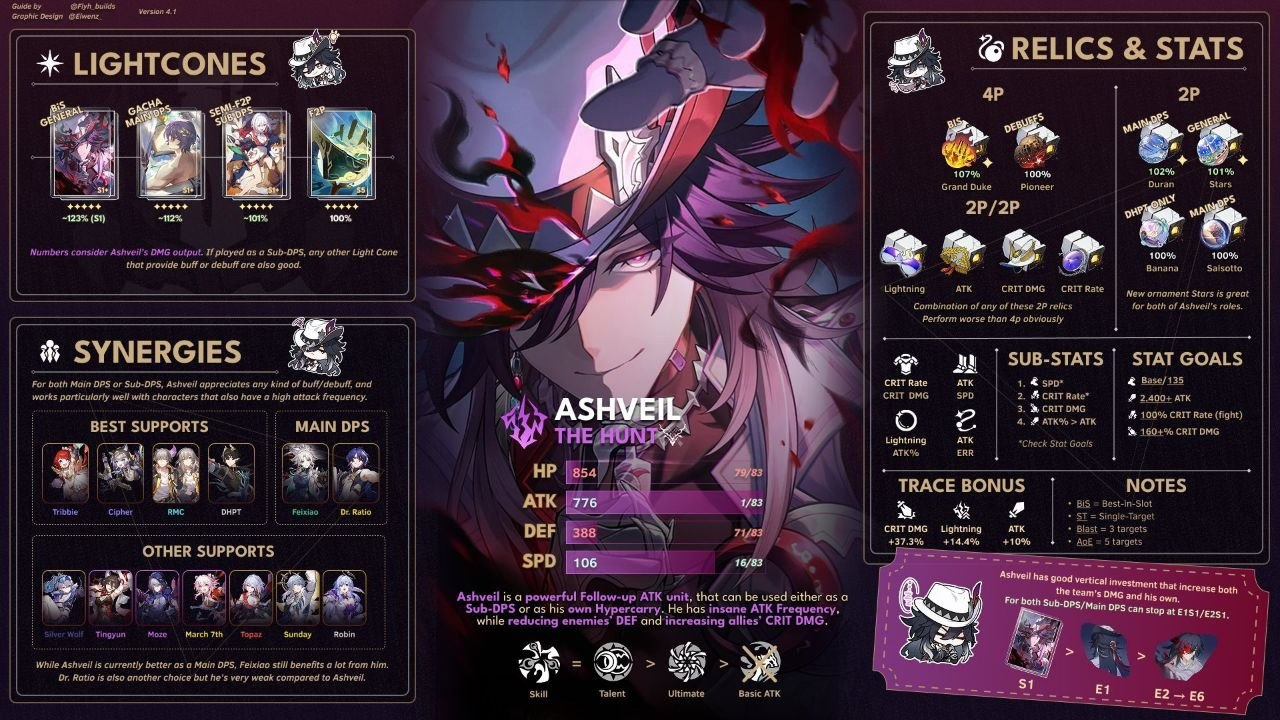 Guide by @Flyh_builds
Graphic Design @Elwenz_
Version 4.1
LIGHTCONES
BiS
GENERAL
GACHA
MAIN DPS
SEMI-F2P
SUB DPS
F2P
S1+
S1+
S1+
S5
~123% (S1)
~112%
~101%
100%
Numbers consider Ashveil's DMG output. If played as a Sub-DPS, any other Light Cone
that provide buff or debuff are also good.
SYNERGIES
For both Main DPS or Sub-DPS, Ashveil appreciates any kind of buff/debuff, and
works particularly well with characters that also have a high attack frequency.
BEST SUPPORTS
Tribbie
Cipher
RMC
DHPT
MAIN DPS
Feixiao
Dr. Ratio
OTHER SUPPORTS
Silver Wolf
Tingyun
Moze
March 7th
Topaz
Sunday
Robin
While Ashveil is currently better as a Main DPS, Feixiao still benefits a lot from him.
Dr. Ratio is also another choice but he's very weak compared to Ashveil.
ASHVEIL
THE HUNT
HP 854 79/83
ATK 776 1/83
DEF 388 71/83
SPD 106 16/83
Ashveil is a powerful Follow-up ATK unit, that can be used either as a
Sub-DPS or as his own Hypercarry. He has insane ATK Frequency,
while reducing enemies' DEF and increasing allies' CRIT DMG.
= > >
Skill
Talent
Ultimate
Basic ATK
RELICS & STATS
4P
BiS
107%
Grand Duke
DEBUFFS
100%
Pioneer
2P/2P
Lightning
ATK
CRIT DMG
CRIT Rate
Combination of any of these 2P relics
Perform worse than 4p obviously
2P
MAIN DPS
102%
Duran
GENERAL
101%
Stars
DHPT ONLY
100%
Banana
MAIN DPS
100%
Salsotto
New ornament Stars is great
for both of Ashveil's roles.
CRIT Rate
CRIT DMG
ATK
SPD
Lightning
ATK%
ATK
ERR
SUB-STATS
1. SPD*
2. CRIT Rate*
3. CRIT DMG
4. ATK% > ATK
*Check Stat Goals
STAT GOALS
Base/135
2,400+ ATK
100% CRIT Rate (fight)
160+% CRIT DMG
TRACE BONUS
CRIT DMG
+37.3%
Lightning
+14.4%
ATK
+10%
NOTES
• BiS = Best-In-Slot
• ST = Single-Target
• Blast = 3 targets
• AoE = 5 targets
Ashveil has good vertical investment that increase both
the team's DMG and his own.
For both Sub-DPS/Main DPS can stop at E1S1/E2S1.
> >
S1
E1
E2 → E6